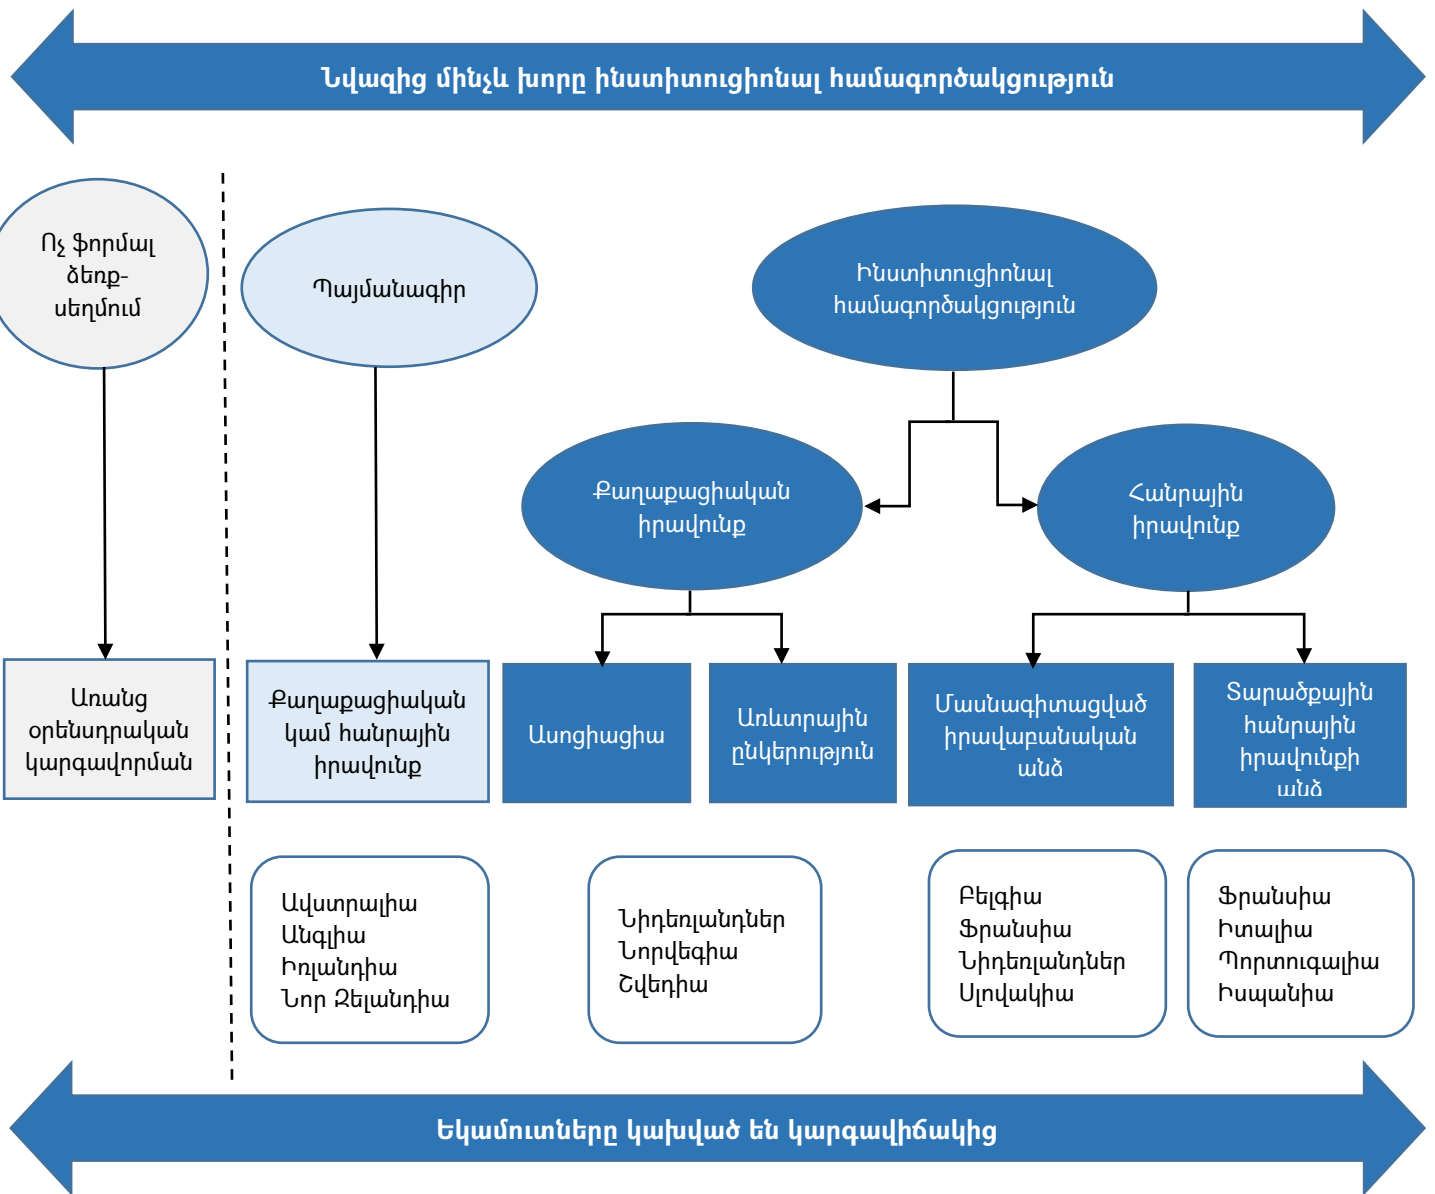 Նվազից մինչև խորը ինստիտուցիոնալ համագործակցություն
Ոչ ֆորմալ
ձեռք-
սեղմում
Պայմանագիր
Ինստիտուցիոնալ
համագործակցություն
Քաղաքացիական
իրավունք
Հանրային
իրավունք
Առանց
օրենսդրական
կարգավորման
Քաղաքացիական
կամ հանրային
իրավունք
Ասոցիացիա
Առևտրային
ընկերություն
Մասնագիտացված
իրավաբանական
անձ
Տարածքային
հանրային
իրավունքի
անձ
Ավստրալիա
Անգլիա
Իռլանդիա
Նոր Զելանդիա
Նիդեռլանդներ
Նորվեգիա
Շվեդիա
Բելգիա
Ֆրանսիա
Նիդեռլանդներ
Սլովակիա
Ֆրանսիա
Իտալիա
Պորտուգալիա
Իսպանիա
Եկամուտները կախված են կարգավիճակից